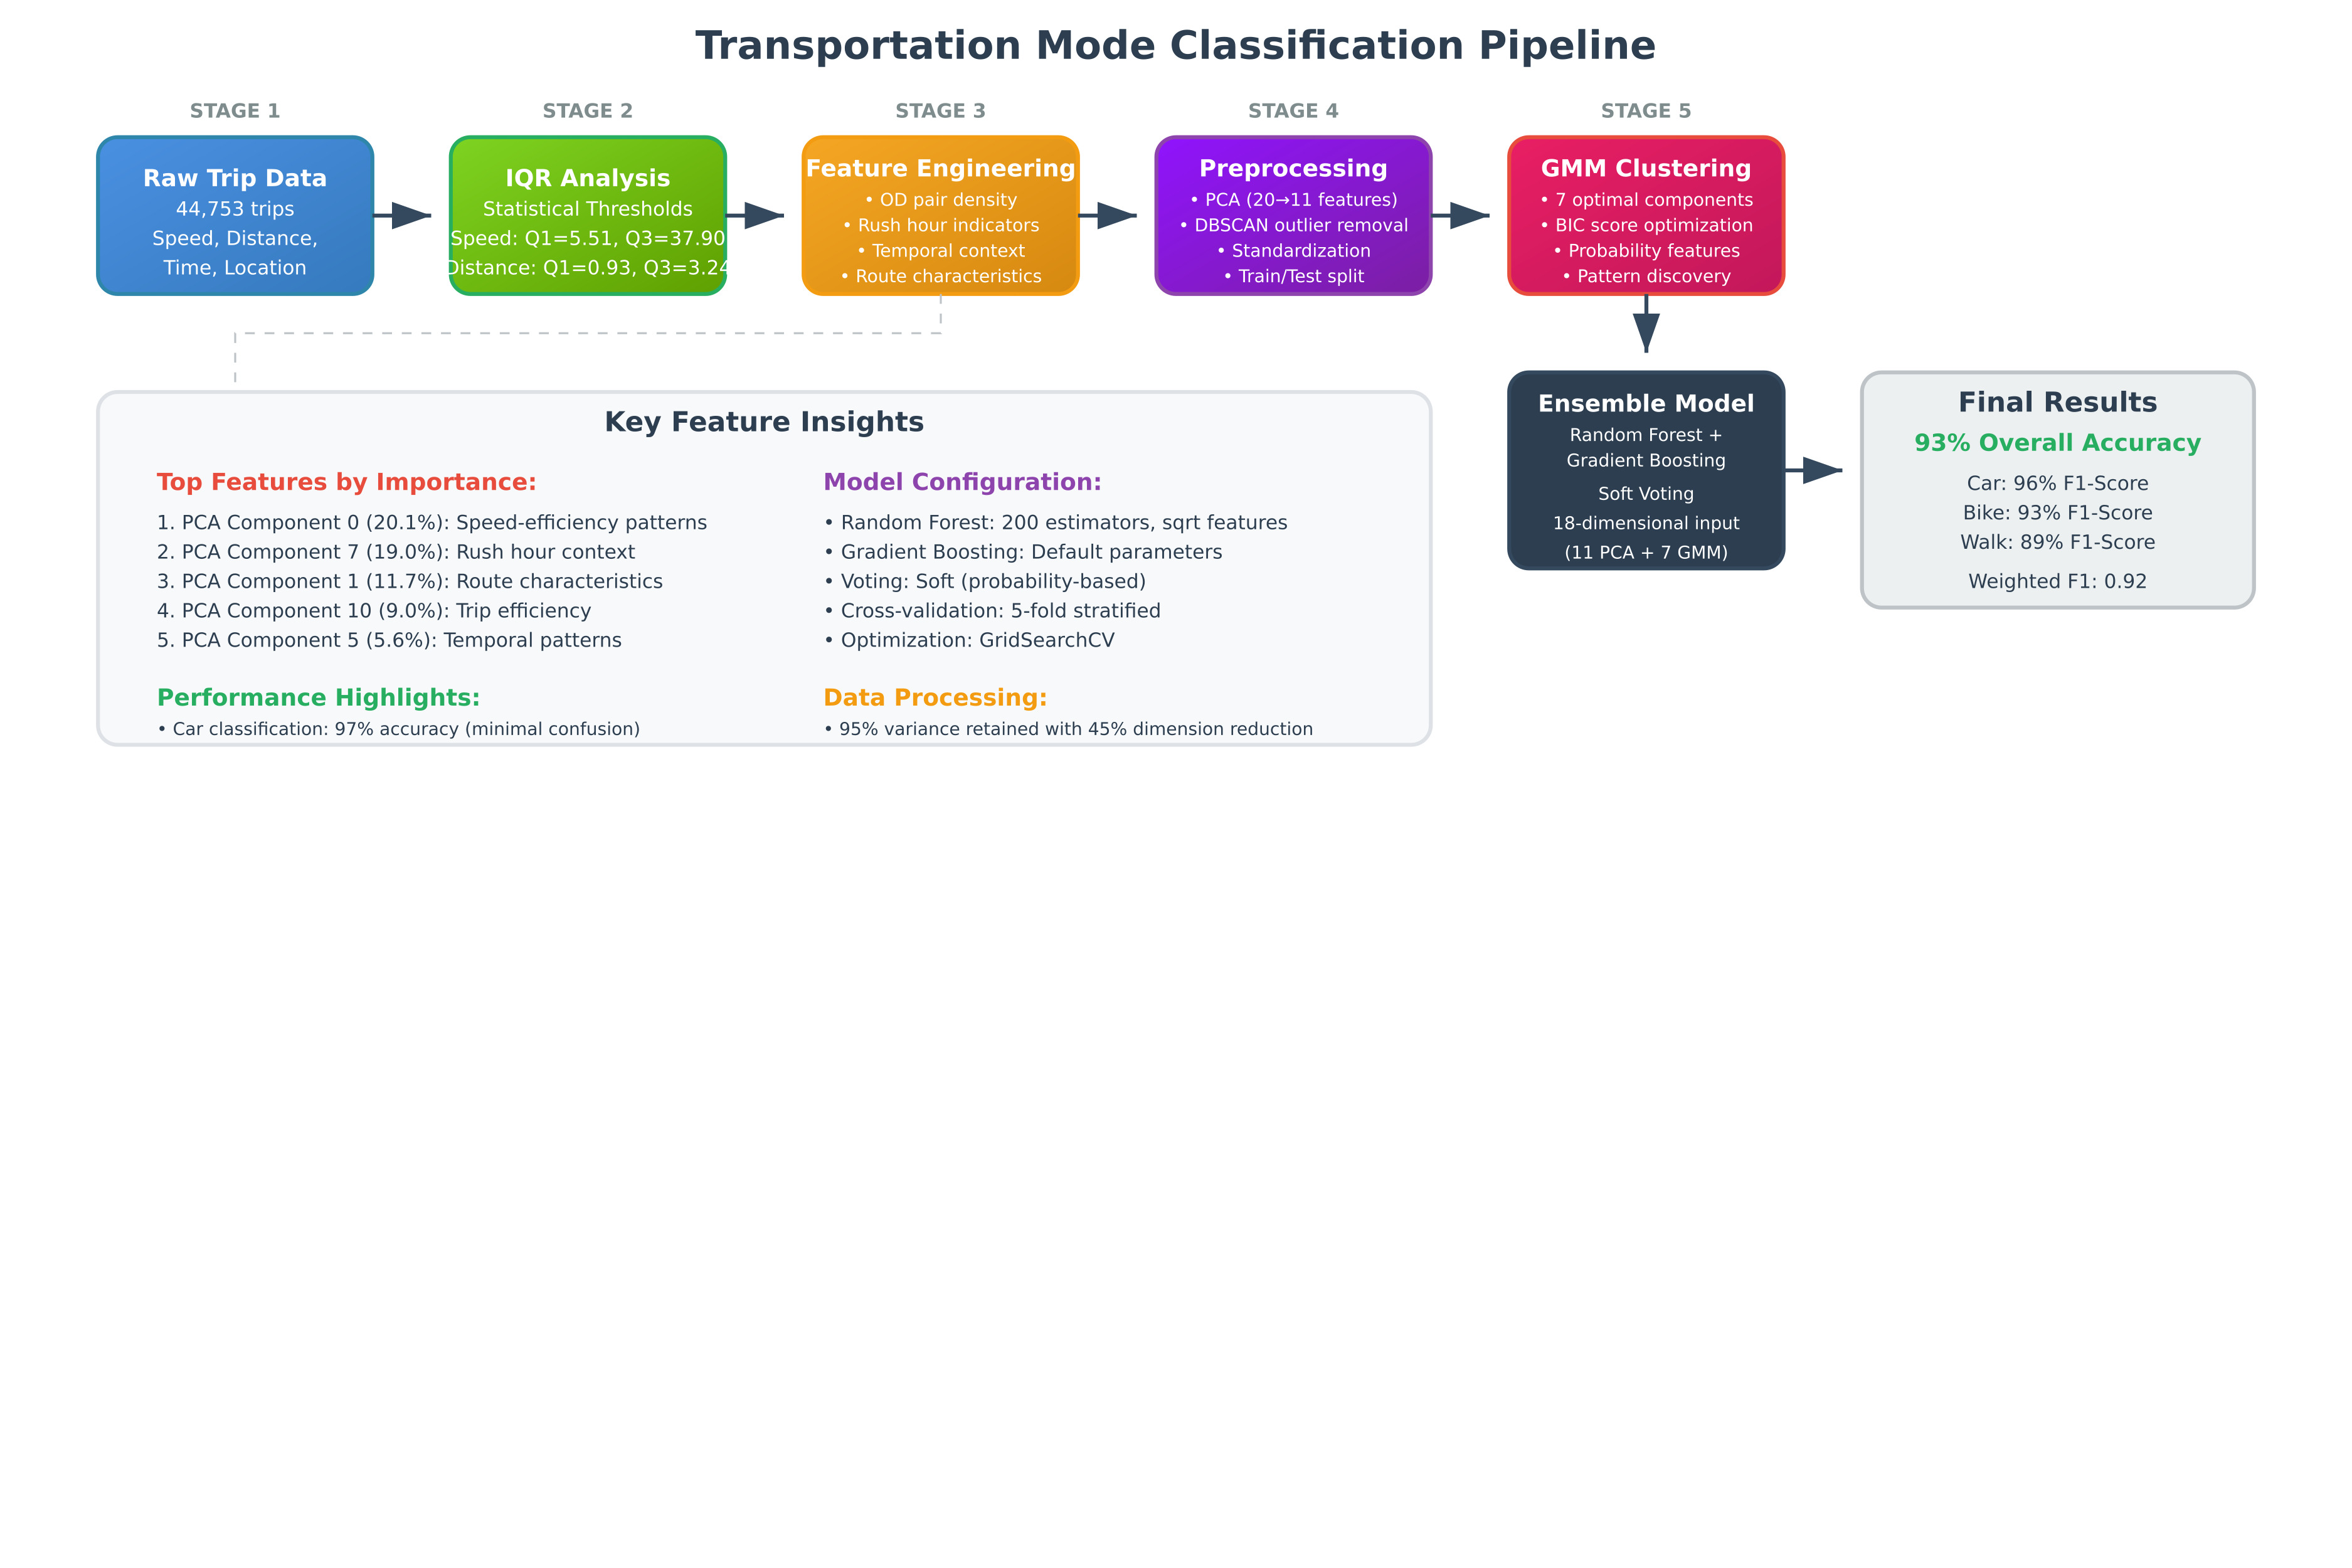 Transportation Mode Classification Pipeline
STAGE 1
Raw Trip Data
44,753 trips
Speed, Distance,
Time, Location
STAGE 2
IQR Analysis
Statistical Thresholds
Speed: Q1=5.51, Q3=37.90
Distance: Q1=0.93, Q3=3.24
STAGE 3
Feature Engineering
• OD pair density
• Rush hour indicators
• Temporal context
• Route characteristics
STAGE 4
Preprocessing
• PCA (20→11 features)
• DBSCAN outlier removal
• Standardization
• Train/Test split
STAGE 5
GMM Clustering
• 7 optimal components
• BIC score optimization
• Probability features
• Pattern discovery
Ensemble Model
Random Forest +
Gradient Boosting
Soft Voting
18-dimensional input
(11 PCA + 7 GMM)
Final Results
93% Overall Accuracy
Car: 96% F1-Score
Bike: 93% F1-Score
Walk: 89% F1-Score
Weighted F1: 0.92
Key Feature Insights
Top Features by Importance:
1. PCA Component 0 (20.1%): Speed-efficiency patterns
2. PCA Component 7 (19.0%): Rush hour context
3. PCA Component 1 (11.7%): Route characteristics
4. PCA Component 10 (9.0%): Trip efficiency
5. PCA Component 5 (5.6%): Temporal patterns
Model Configuration:
• Random Forest: 200 estimators, sqrt features
• Gradient Boosting: Default parameters
• Voting: Soft (probability-based)
• Cross-validation: 5-fold stratified
• Optimization: GridSearchCV
Performance Highlights:
• Car classification: 97% accuracy (minimal confusion)
Data Processing:
• 95% variance retained with 45% dimension reduction